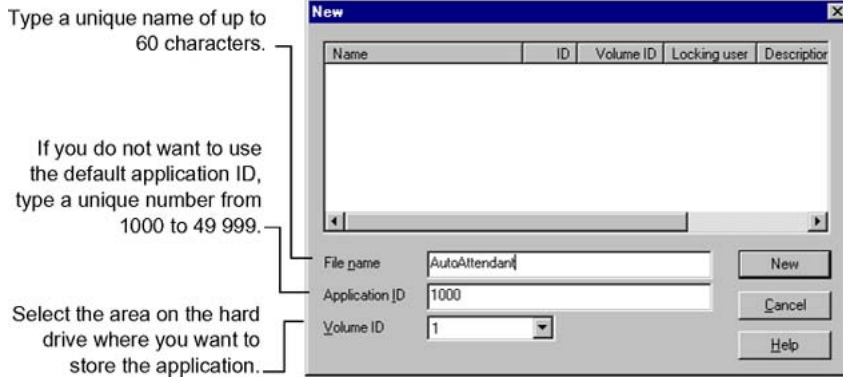 Type a unique name of up to
60 characters.
If you do not want to use
the default application ID,
type a unique number from
1000 to 49 999.
Select the area on the hard
drive where you want to
store the application.
New
Name ID Volume ID Locking user Description
File name AutoAttendant New
Application ID 1000 Cancel
Volume ID 1 Help